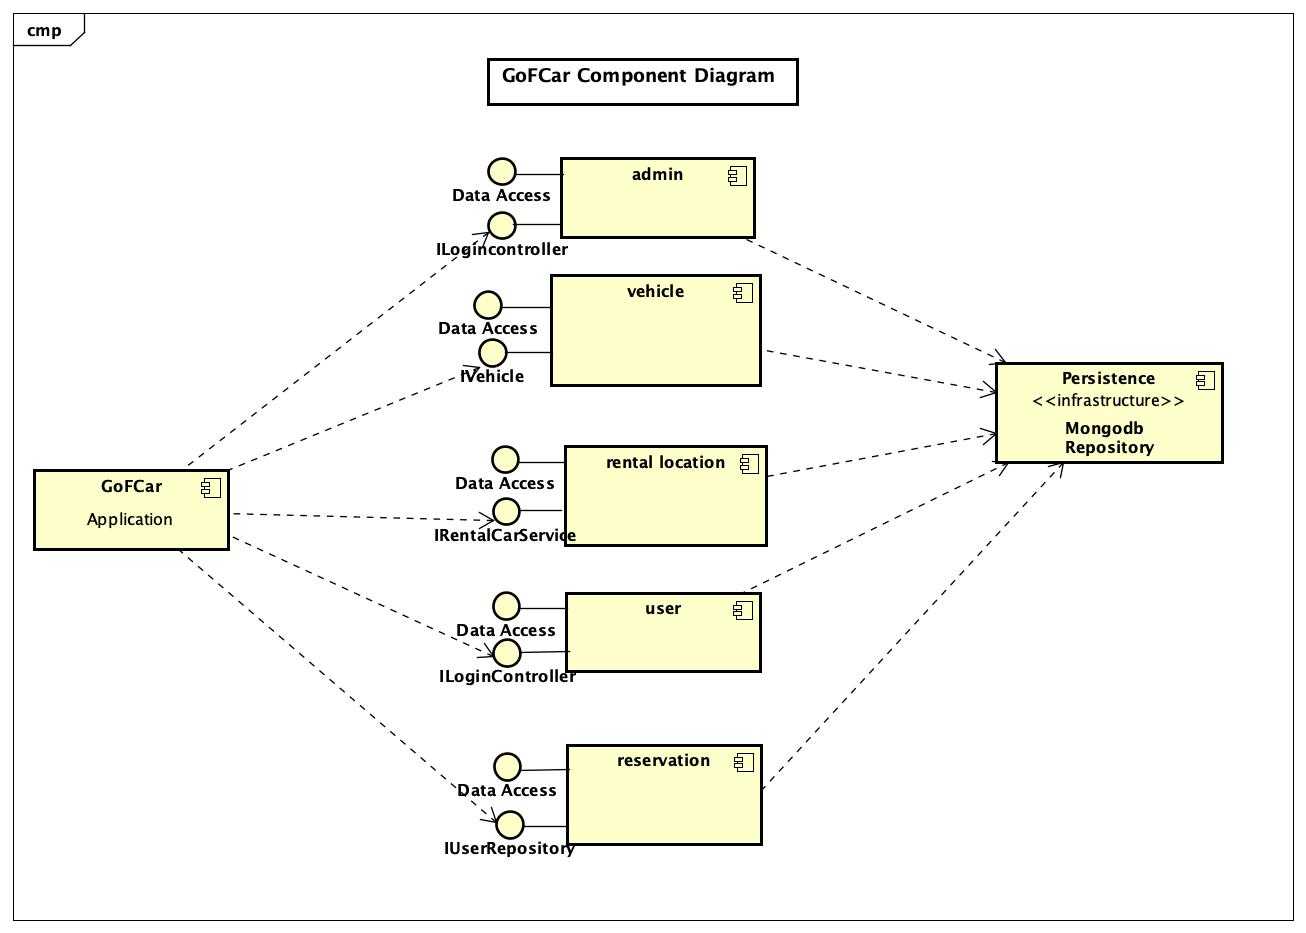 cmp
GoFCar Component Diagram
admin
Data Access
ILogincontroller
vehicle
Data Access
IVehicle
Persistence
<<infrastructure>>
Mongodb
Repository
rental location
Data Access
IRentalCarService
GoFCar
Application
user
Data Access
ILoginController
reservation
Data Access
IUserRepository